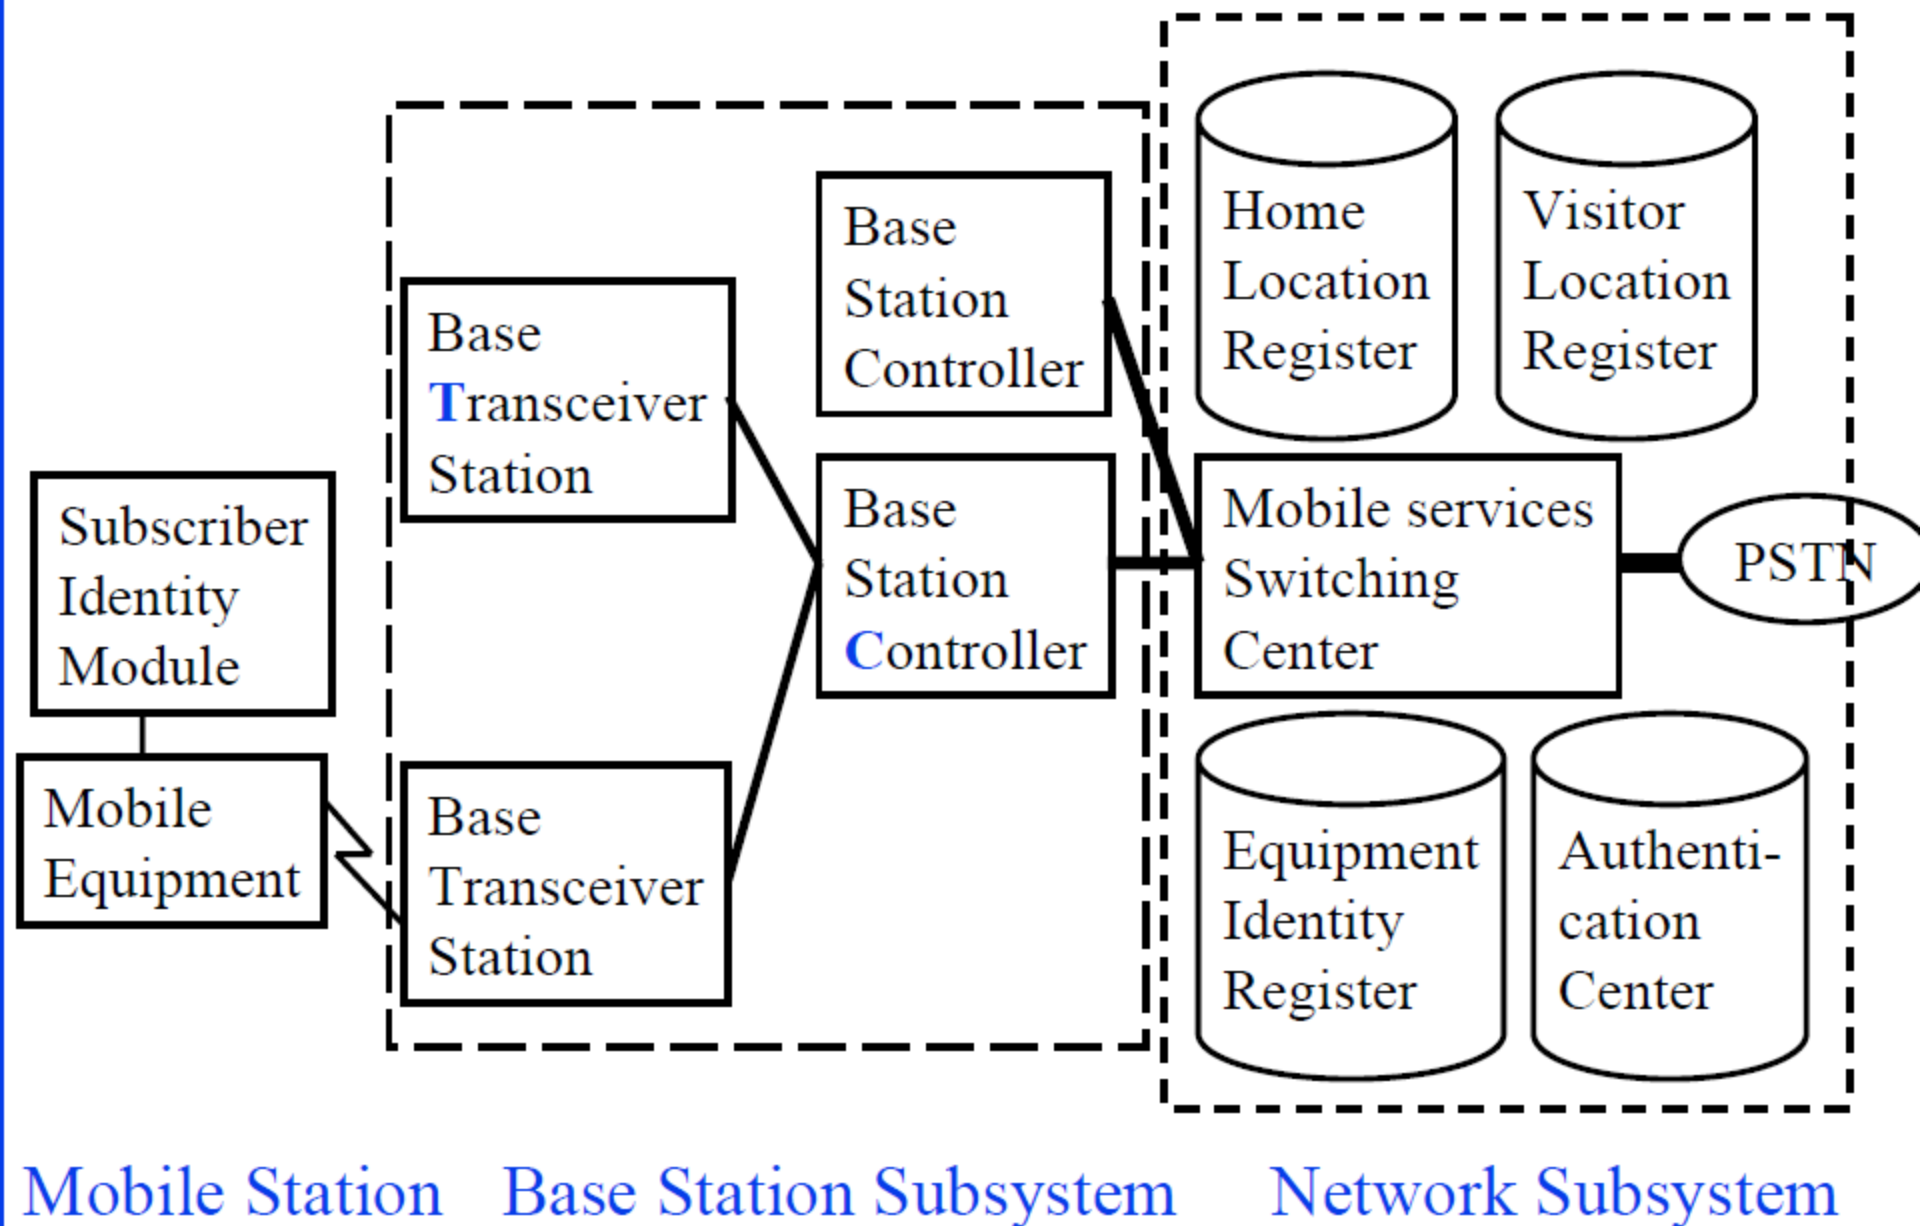 Subscriber
Identity
Module
Mobile
Equipment
Base
Transceiver
Station
Base
Transceiver
Station
Base
Station
Controller
Base
Station
Controller
Home
Location
Register
Visitor
Location
Register
Mobile services
Switching
Center
PSTN
Equipment
Identity
Register
Authenti-
cation
Center
Mobile Station
Base Station Subsystem
Network Subsystem